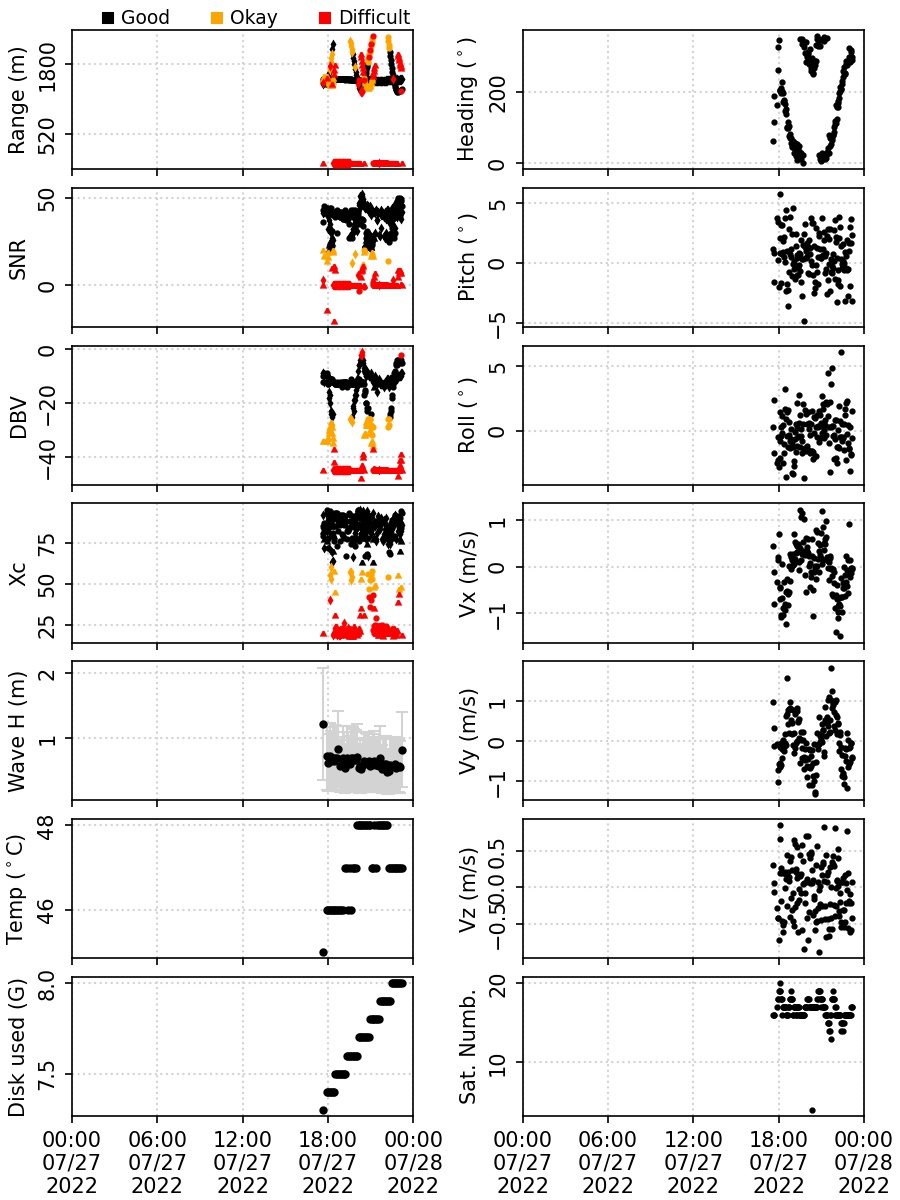 Good Okay Difficult
Range (m)
1800
520
Heading (°)
200
0
SNR
50
0
Pitch (°)
5
0
−5
DBV
0
−20
−40
Roll (°)
5
0
Xc
75
50
25
Vx (m/s)
1
0
−1
Wave H (m)
2
1
Vy (m/s)
1
0
−1
Temp (°C)
48
46
Vz (m/s)
0.5
0.0
−0.5
Disk used (G)
8.0
7.5
Sat. Numb.
20
10
00:00 06:00 12:00 18:00 00:00
07/27 07/27 07/27 07/27 07/28
2022 2022 2022 2022 2022
00:00 06:00 12:00 18:00 00:00
07/27 07/27 07/27 07/27 07/28
2022 2022 2022 2022 2022